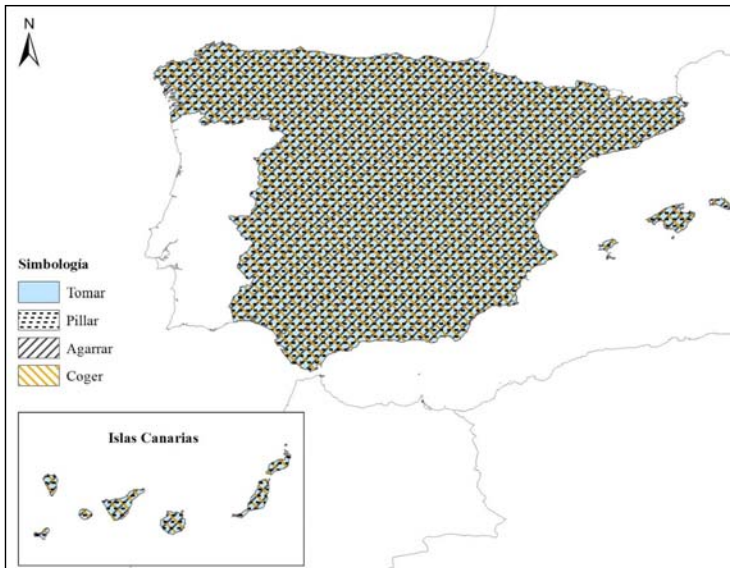 N
Simbología
Tomar
Pillar
Agarrar
Coger
Islas Canarias